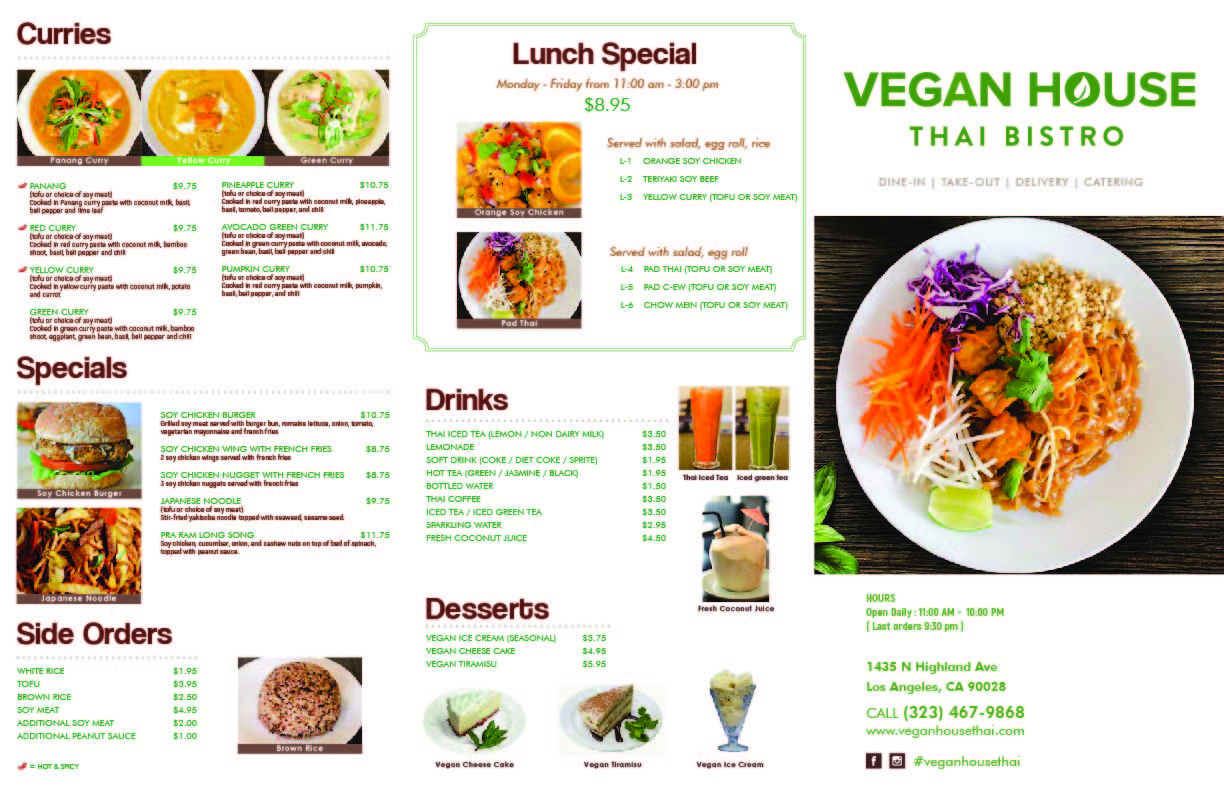 Curries
Panang Curry
Yellow Curry
Green Curry
PANANG $9.75
(tofu or choice of soy meat)
Cooked in Panang curry paste with coconut milk, basil,
bell pepper and lime leaf
RED CURRY $9.75
(tofu or choice of soy meat)
Cooked in red curry paste with coconut milk, bamboo
shoot, basil, bell pepper and chili
YELLOW CURRY $9.75
(tofu or choice of soy meat)
Cooked in yellow curry paste with coconut milk, potato
and carrot
GREEN CURRY $9.75
(tofu or choice of soy meat)
Cooked in green curry paste with coconut milk, bamboo
shoot, eggplant, green bean, basil, bell pepper and chili
PINEAPPLE CURRY $10.75
(tofu or choice of soy meat)
Cooked in red curry paste with coconut milk, pineapple,
basil, tomato, bell pepper, and chili
AVOCADO GREEN CURRY $11.75
(tofu or choice of soy meat)
Cooked in green curry paste with coconut milk, avocado,
green bean, basil, bell pepper and chili
PUMPKIN CURRY $10.75
(tofu or choice of soy meat)
Cooked in red curry paste with coconut milk, pumpkin,
basil, bell pepper, and chili
Specials
Soy Chicken Burger
Japanese Noodle
SOY CHICKEN BURGER $10.75
Grilled soy meat served with burger bun, romaine lettuce, onion, tomato,
vegetarian mayonnaise and french fries
SOY CHICKEN WING WITH FRENCH FRIES $8.75
2 soy chicken wings served with french fries
SOY CHICKEN NUGGET WITH FRENCH FRIES $8.75
3 soy chicken nuggets served with french fries
JAPANESE NOODLE $9.75
(tofu or choice of soy meat)
Stir-fried yakisoba noodle topped with seaweed, sesame seed.
PRA RAM LONG SONG $11.75
Soy chicken, cucumber, onion, and cashew nuts on top of bed of spinach,
topped with peanut sauce.
Side Orders
WHITE RICE $1.95
TOFU $3.95
BROWN RICE $2.50
SOY MEAT $4.95
ADDITIONAL SOY MEAT $2.00
ADDITIONAL PEANUT SAUCE $1.00
Brown Rice
= HOT & SPICY
Lunch Special
Monday - Friday from 11:00 am - 3:00 pm
$8.95
Orange Soy Chicken
Pad Thai
Served with salad, egg roll, rice
L-1 ORANGE SOY CHICKEN
L-2 TERIYAKI SOY BEEF
L-3 YELLOW CURRY (TOFU OR SOY MEAT)
Served with salad, egg roll
L-4 PAD THAI (TOFU OR SOY MEAT)
L-5 PAD C-EW (TOFU OR SOY MEAT)
L-6 CHOW MEIN (TOFU OR SOY MEAT)
Drinks
THAI ICED TEA (LEMON / NON DAIRY MILK) $3.50
LEMONADE $3.50
SOFT DRINK (COKE / DIET COKE / SPRITE) $1.95
HOT TEA (GREEN / JASMINE / BLACK) $1.95
BOTTLED WATER $1.50
THAI COFFEE $3.50
ICED TEA / ICED GREEN TEA $3.50
SPARKLING WATER $2.95
FRESH COCONUT JUICE $4.50
Thai Iced Tea
Iced green tea
Fresh Coconut Juice
Desserts
VEGAN ICE CREAM (SEASONAL) $3.75
VEGAN CHEESE CAKE $4.95
VEGAN TIRAMISU $5.95
Vegan Cheese Cake
Vegan Tiramisu
Vegan Ice Cream
VEGAN HOUSE
THAI BISTRO
DINE-IN | TAKE-OUT | DELIVERY | CATERING
HOURS
Open Daily : 11:00 AM - 10:00 PM
( Last orders 9:30 pm )
1435 N Highland Ave
Los Angeles, CA 90028
CALL (323) 467-9868
www.veganhousethai.com
#veganhousethai